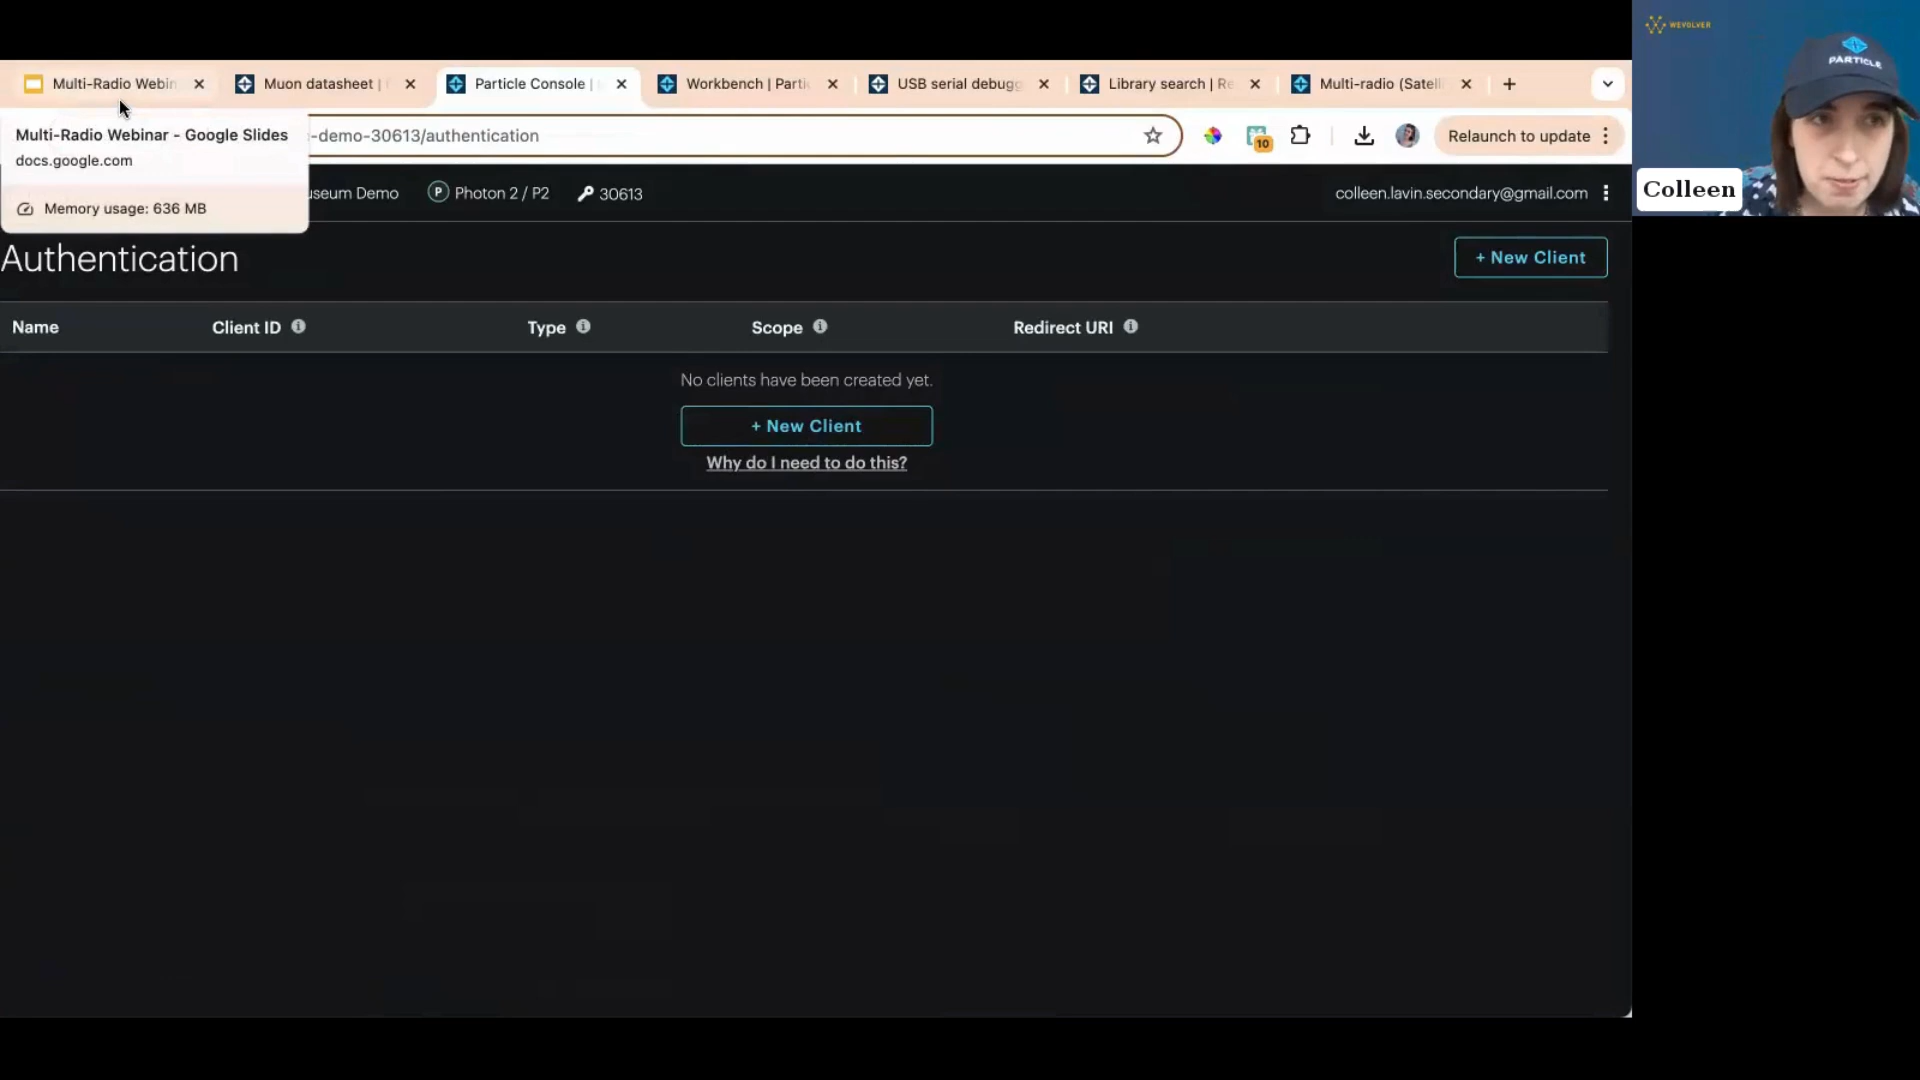 Multi-Radio Webin
Muon datasheet |
Particle Console |
Workbench | Parti
USB serial debugg
Library search | Re
Multi-radio (Satell
Multi-Radio Webinar - Google Slides
docs.google.com
Memory usage: 636 MB
-demo-30613/authentication
10
Relaunch to update
useum Demo
P
Photon 2 / P2
30613
colleen.lavin.secondary@gmail.com
WEVOLVER
PARTICLE
Colleen
Authentication
+ New Client
Name
Client ID
Type
Scope
Redirect URI
No clients have been created yet.
+ New Client
Why do I need to do this?